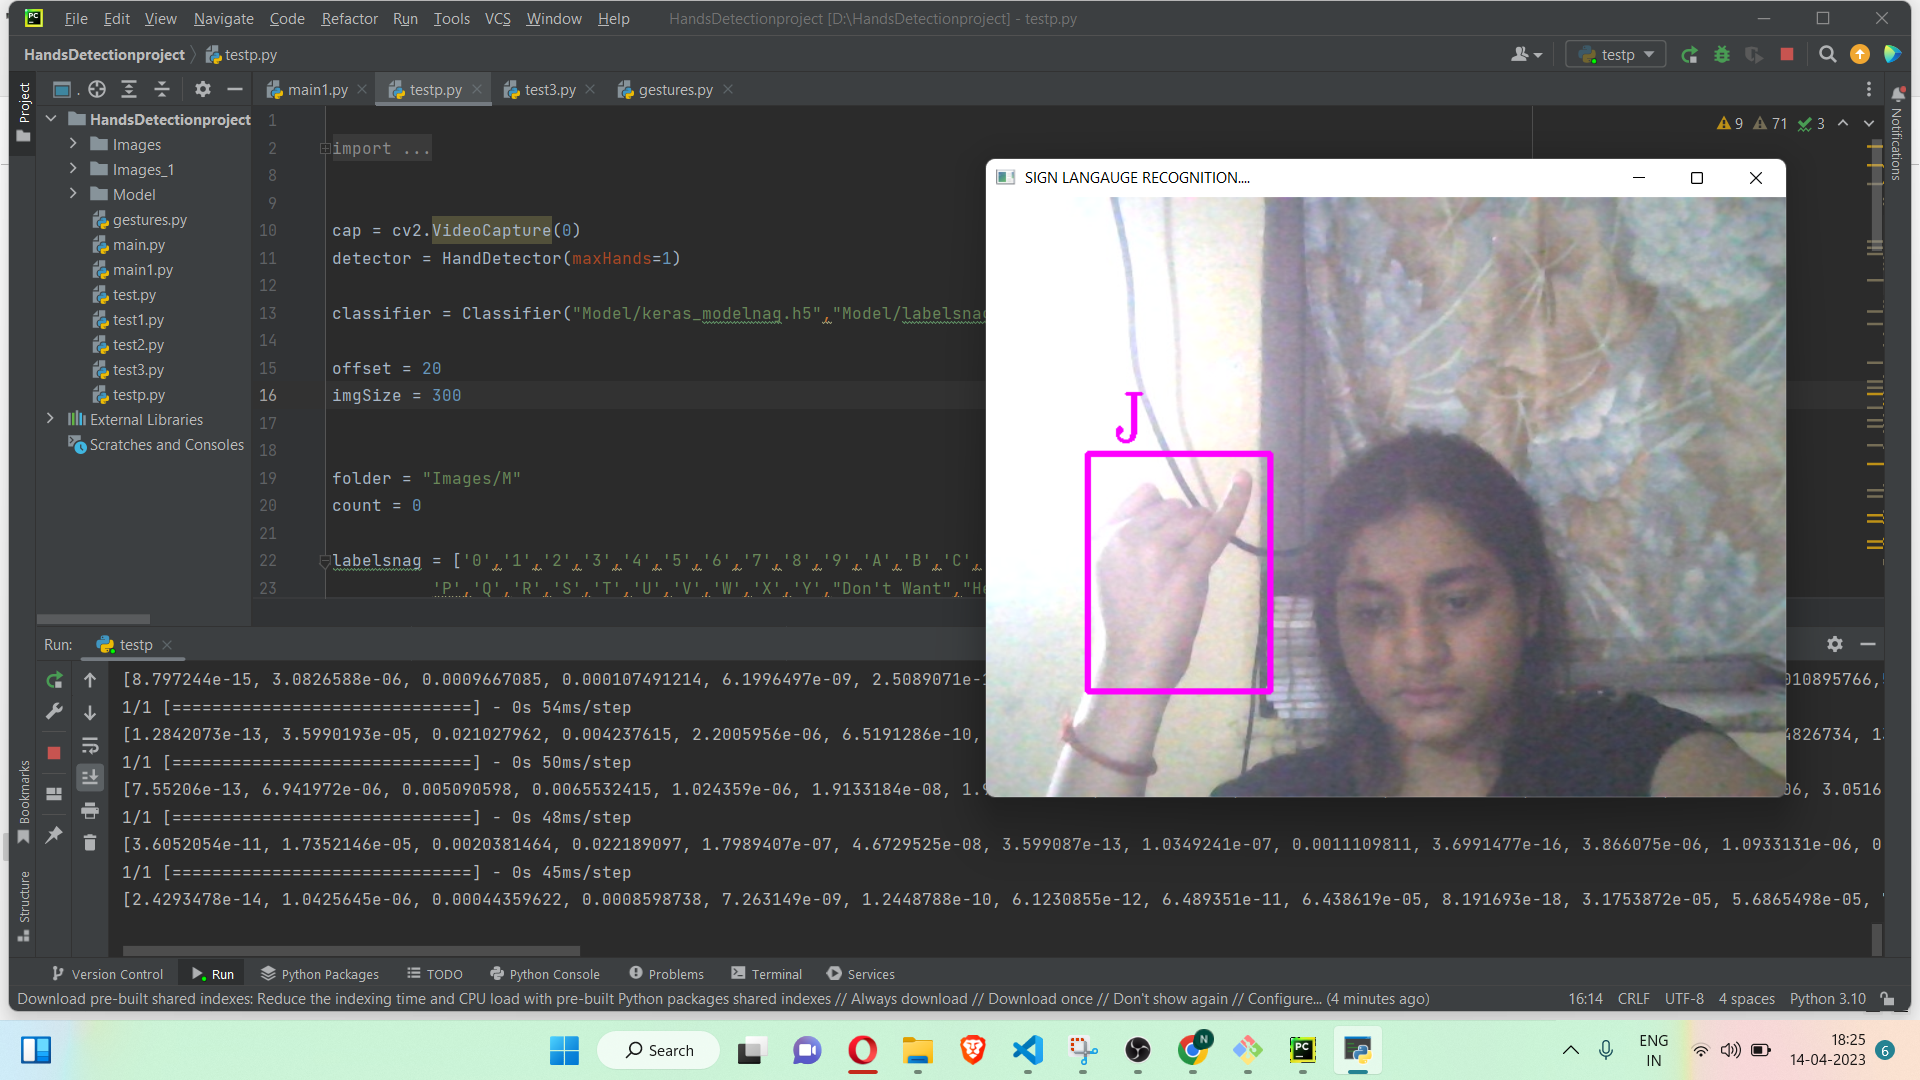 File Edit View Navigate Code Refactor Run Tools VCS Window Help HandsDetectionproject [D:\HandsDetectionproject] - testp.py
HandsDetectionproject testp.py testp
Project
main1.py testp.py test3.py gestures.py
HandsDetectionproject
Images
Images_1
Model
gestures.py
main.py
main1.py
test.py
test1.py
test2.py
test3.py
testp.py
External Libraries
Scratches and Consoles
9 71 3
Notifications
1
2 import ...
8
9
10 cap = cv2.VideoCapture(0)
11 detector = HandDetector(maxHands=1)
12
13 classifier = Classifier("Model/keras_modelnag.h5","Model/labelsnag
14
15 offset = 20
16 imgSize = 300
17
18
19 folder = "Images/M"
20 count = 0
21
22 labelsnag = ['0','1','2','3','4','5','6','7','8','9','A','B','C',
23 'P','Q','R','S','T','U','V','W','X','Y',"Don't Want","He
SIGN LANGAUGE RECOGNITION....
J
Run: testp
[8.797244e-15, 3.0826588e-06, 0.0009667085, 0.000107491214, 6.1996497e-09, 2.5089071e- 010895766,
1/1 [==============================] - 0s 54ms/step
[1.2842073e-13, 3.5990193e-05, 0.021027962, 0.004237615, 2.2005956e-06, 6.5191286e-10, 4826734, 1
1/1 [==============================] - 0s 50ms/step
[7.55206e-13, 6.941972e-06, 0.005090598, 0.0065532415, 1.024359e-06, 1.9133184e-08, 1. 06, 3.0516
1/1 [==============================] - 0s 48ms/step
[3.6052054e-11, 1.7352146e-05, 0.0020381464, 0.022189097, 1.7989407e-07, 4.6729525e-08, 3.599087e-13, 1.0349241e-07, 0.0011109811, 3.6991477e-16, 3.866075e-06, 1.0933131e-06, 0
1/1 [==============================] - 0s 45ms/step
[2.4293478e-14, 1.0425645e-06, 0.00044359622, 0.0008598738, 7.263149e-09, 1.2448788e-10, 6.1230855e-12, 6.489351e-11, 6.438619e-05, 8.191693e-18, 3.1753872e-05, 5.6865498e-05,
Bookmarks
Structure
Version Control Run Python Packages TODO Python Console Problems Terminal Services
Download pre-built shared indexes: Reduce the indexing time and CPU load with pre-built Python packages shared indexes // Always download // Download once // Don't show again // Configure... (4 minutes ago) 16:14 CRLF UTF-8 4 spaces Python 3.10
Search
N
PC
ENG
IN
18:25
14-04-2023
6